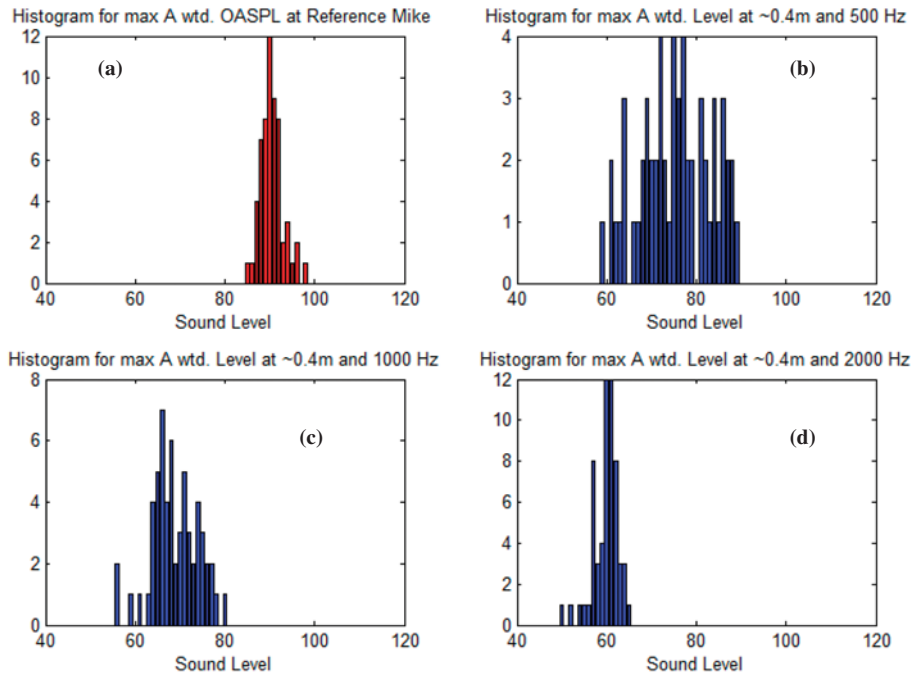 Histogram for max A wtd. OASPL at Reference Mike
12
10
8
6
4
2
0
40 60 80 100 120
Sound Level
(a)
Histogram for max A wtd. Level at ~0.4m and 500 Hz
4
3
2
1
0
40 60 80 100 120
Sound Level
(b)
Histogram for max A wtd. Level at ~0.4m and 1000 Hz
8
6
4
2
0
40 60 80 100 120
Sound Level
(c)
Histogram for max A wtd. Level at ~0.4m and 2000 Hz
12
10
8
6
4
2
0
40 60 80 100 120
Sound Level
(d)